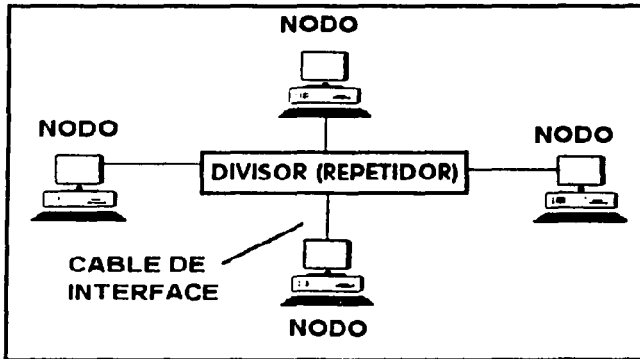 NODO
NODO
NODO
DIVISOR (REPETIDOR)
CABLE DE
INTERFACE
NODO